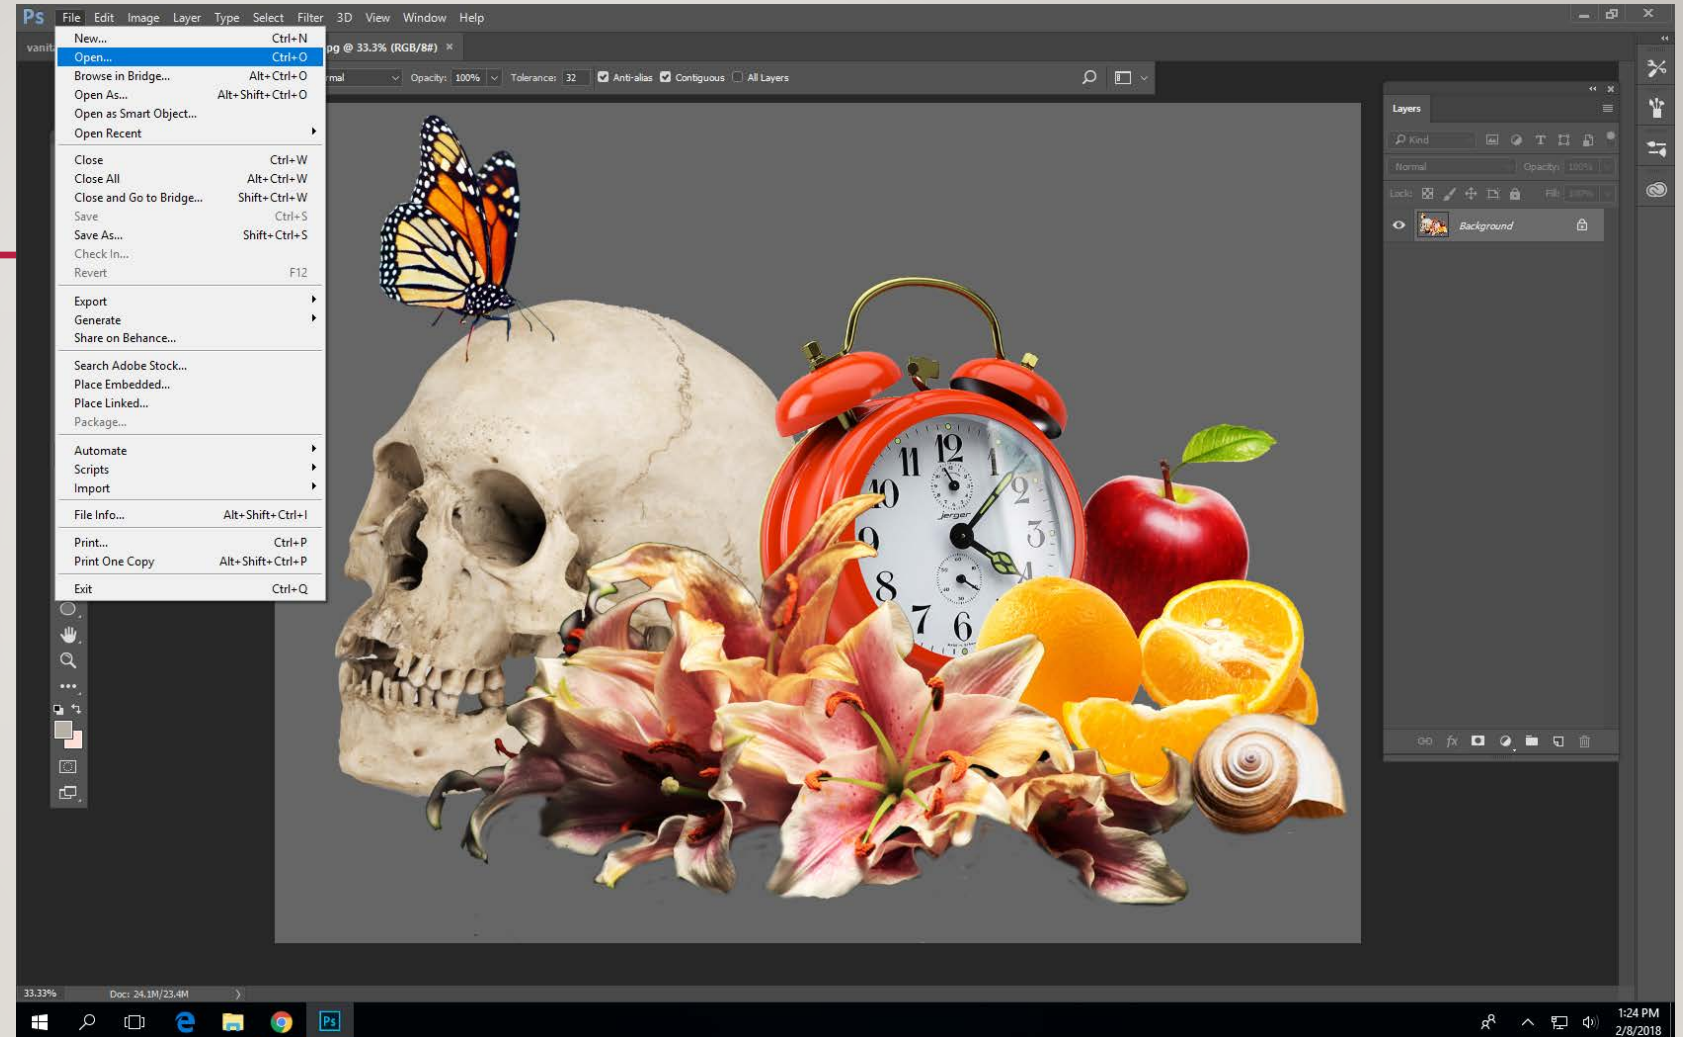 Ps File Edit Image Layer Type Select Filter 3D View Window Help
pg @ 33.3% (RGB/8#) ×
Opacity: 100% Tolerance: 32 Anti-alias Contiguous All Layers
New... Ctrl+N
Open... Ctrl+O
Browse in Bridge... Alt+Ctrl+O
Open As... Alt+Shift+Ctrl+O
Open as Smart Object...
Open Recent
Close Ctrl+W
Close All Alt+Ctrl+W
Close and Go to Bridge... Shift+Ctrl+W
Save Ctrl+S
Save As... Shift+Ctrl+S
Check In...
Revert F12
Export
Generate
Share on Behance...
Search Adobe Stock...
Place Embedded...
Place Linked...
Package...
Automate
Scripts
Import
File Info... Alt+Shift+Ctrl+I
Print... Ctrl+P
Print One Copy Alt+Shift+Ctrl+P
Exit Ctrl+Q
12
11 1
10 2
jerger
9 3
8 4
7 6
Layers
Kind
Normal Opacity: 100%
Lock: Fill: 100%
Background
fx
33.33% Doc: 24.1M/23.4M
Ps
1:24 PM
2/8/2018